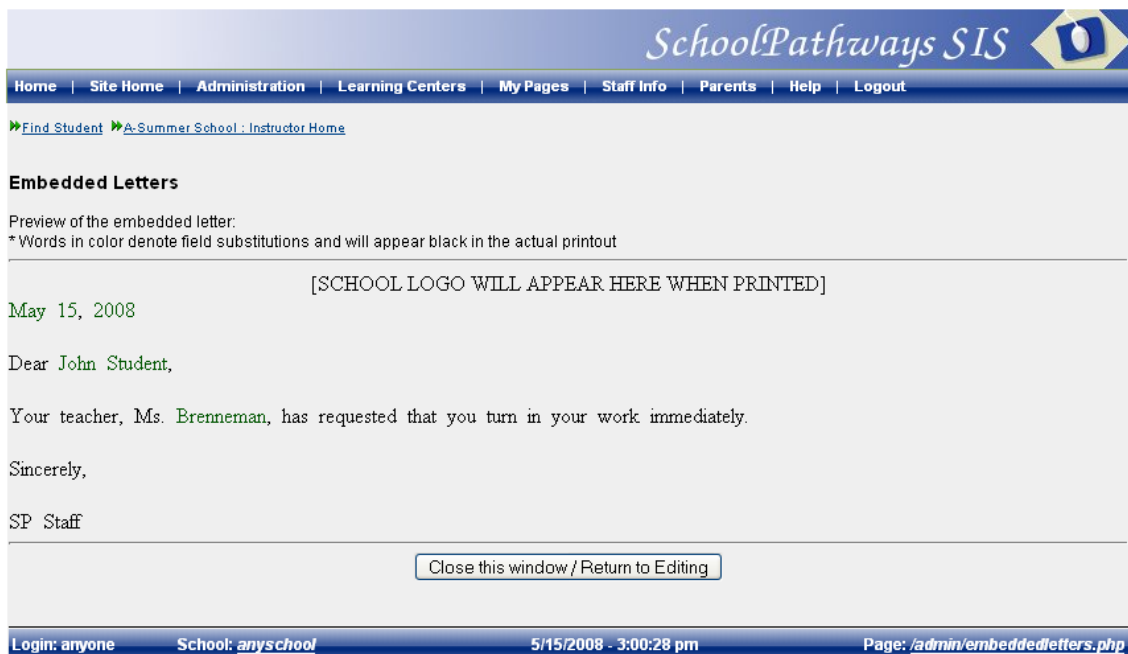 SchoolPathways SIS
Home | Site Home | Administration | Learning Centers | My Pages | Staff Info | Parents | Help | Logout
Find Student A-Summer School : Instructor Home
Embedded Letters
Preview of the embedded letter:
* Words in color denote field substitutions and will appear black in the actual printout
[SCHOOL LOGO WILL APPEAR HERE WHEN PRINTED]
May 15, 2008
Dear John Student,
Your teacher, Ms. Brenneman, has requested that you turn in your work immediately.
Sincerely,
SP Staff
Close this window / Return to Editing
Login: anyone School: anyschool 5/15/2008 - 3:00:28 pm Page: /admin/embeddedletters.php